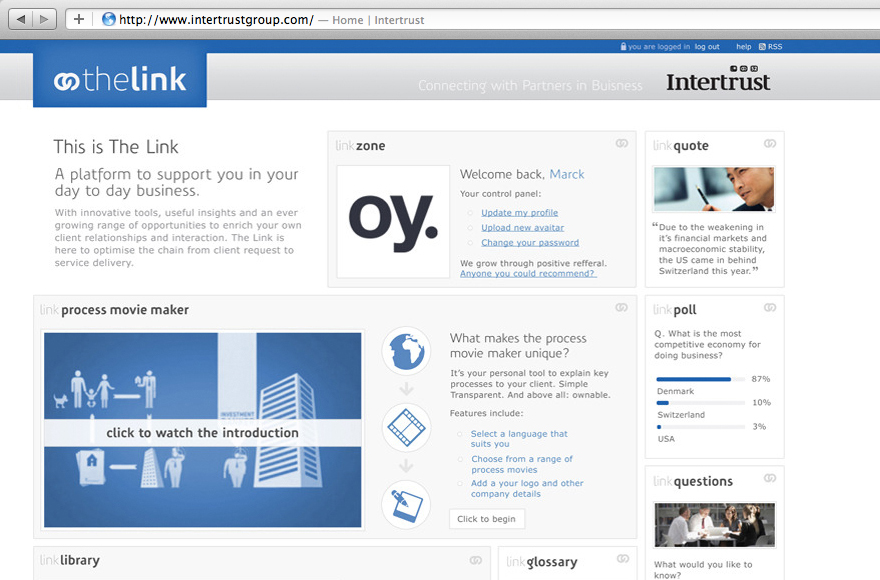 http://www.intertrustgroup.com/ — Home | Intertrust
you are logged in log out help RSS
thelink
Connecting with Partners in Buisness
Intertrust
This is The Link
A platform to support you in your
day to day business.
With innovative tools, useful insights and an ever
growing range of opportunities to enrich your own
client relationships and interaction. The Link is
here to optimise the chain from client request to
service delivery.
linkzone
oy.
Welcome back, Marck
Your control panel:
Update my profile
Upload new avaitar
Change your password
We grow through positive refferal.
Anyone you could recommend?
linkquote
“Due to the weakening in
it's financial markets and
macroeconomic stability,
the US came in behind
Switzerland this year.”
linkprocess movie maker
INVESTMENT
click to watch the introduction
What makes the process
movie maker unique?
It's your personal tool to explain key
processes to your client. Simple
Transparent. And above all: ownable.
Features include:
Select a language that
suits you
Choose from a range of
process movies
Add a your logo and other
company details
Click to begin
linkpoll
Q. What is the most
competitive economy for
doing business?
87%
Denmark
10%
Switzerland
3%
USA
linkquestions
What would you like to
know?
linklibrary
linkglossary